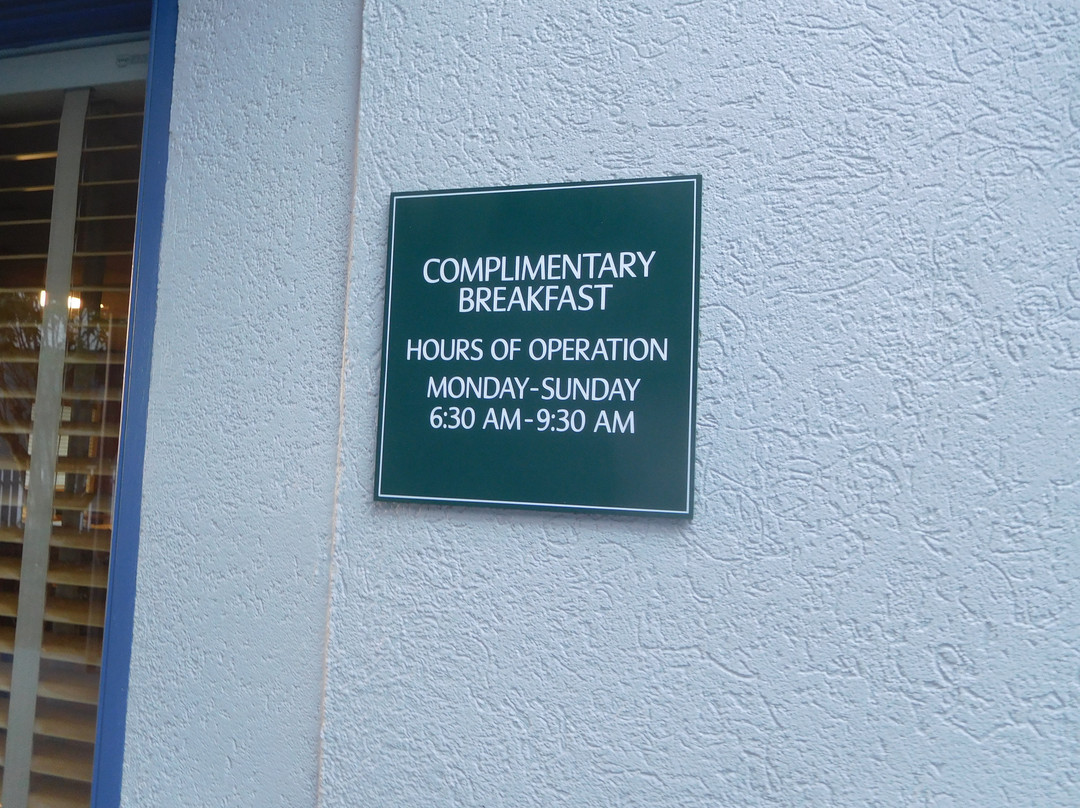 COMPLIMENTARY
BREAKFAST
HOURS OF OPERATION
MONDAY-SUNDAY
6:30 AM-9:30 AM